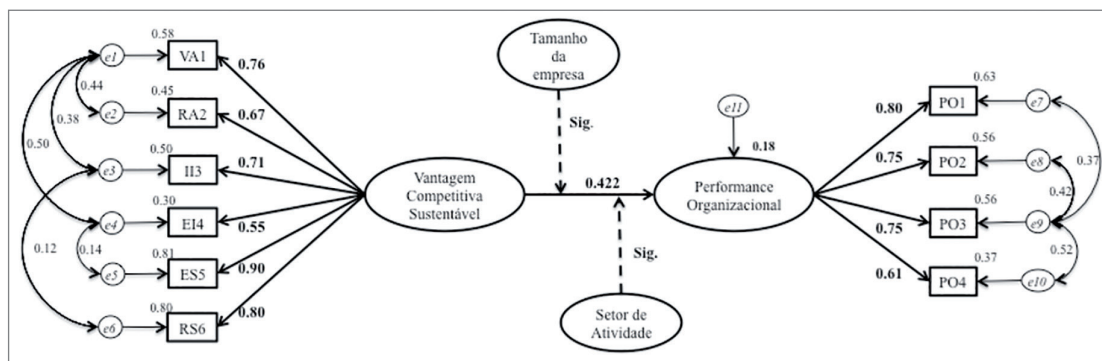 0.58
e1
VA1
0.76
0.44
0.45
e2
RA2
0.67
0.38
0.50
0.50
e3
II3
0.71
0.30
e4
EI4
0.55
0.12
0.14
0.81
e5
ES5
0.90
0.80
e6
RS6
0.80
Tamanho
da
empresa
Sig.
Vantagem
Competitiva
Sustentável
0.422
Sig.
Setor de
Atividade
e11
0.18
Performance
Organizacional
0.63
0.80
PO1
e7
0.56
0.75
PO2
e8
0.37
0.42
0.56
0.75
PO3
e9
0.52
0.37
0.61
PO4
e10